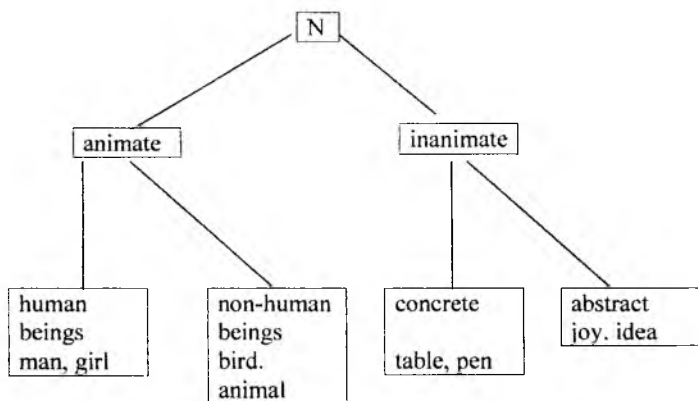 N
animate
inanimate
human
beings
man, girl
non-human
beings
bird.
animal
concrete
table, pen
abstract
joy. idea